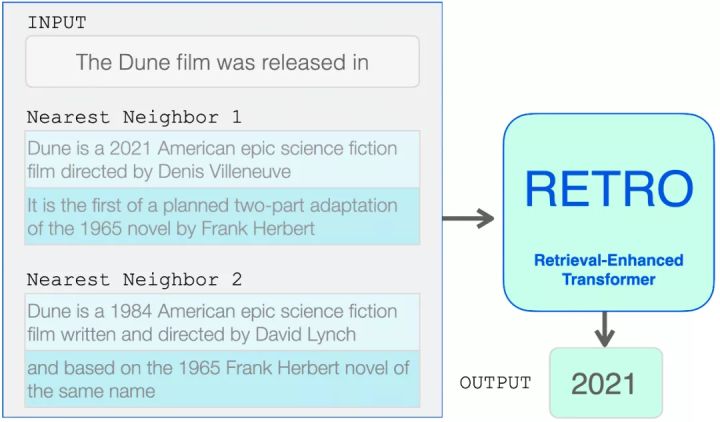 INPUT
The Dune film was released in
Nearest Neighbor 1
Dune is a 2021 American epic science fiction
film directed by Denis Villeneuve
It is the first of a planned two-part adaptation
of the 1965 novel by Frank Herbert
Nearest Neighbor 2
Dune is a 1984 American epic science fiction
film written and directed by David Lynch
and based on the 1965 Frank Herbert novel of
the same name
RETRO
Retrieval-Enhanced
Transformer
OUTPUT
2021